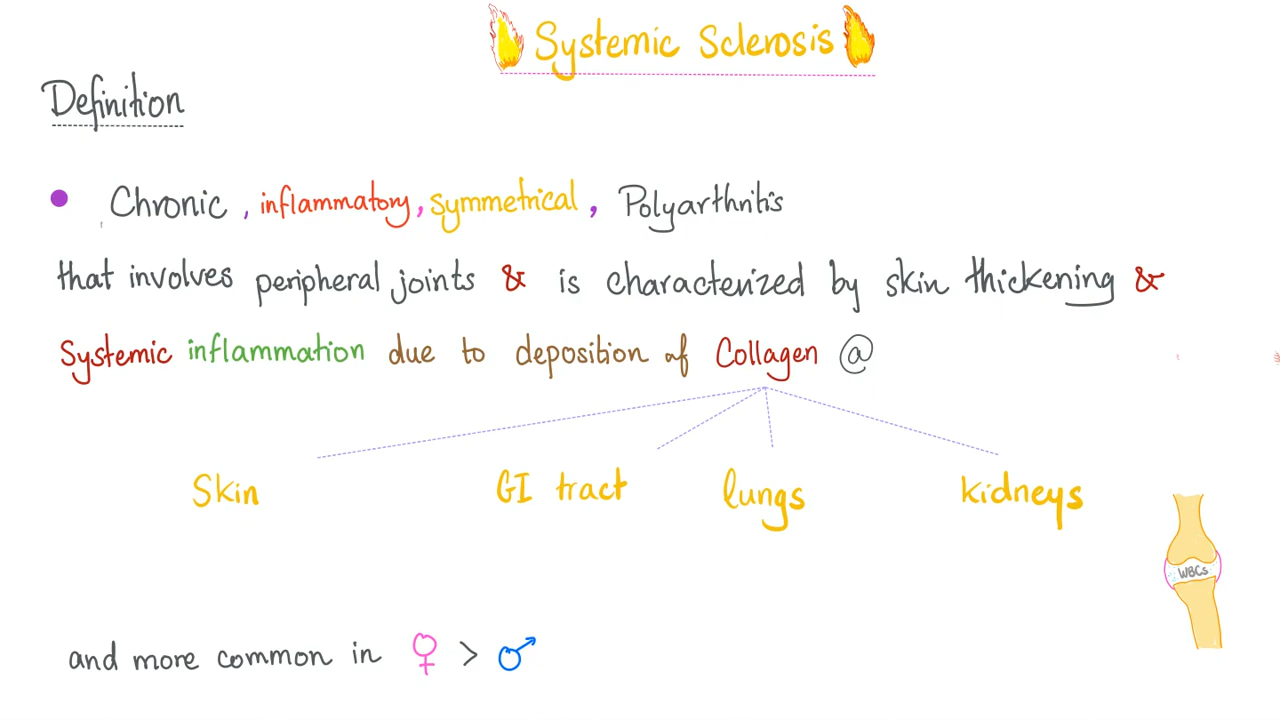 Systemic Sclerosis
Definition
Chronic, inflammatory, symmetrical, Polyarthritis
that involves peripheral joints & is characterized by skin thickening &
Systemic inflammation due to deposition of Collagen @
Skin GI tract lungs kidneys
WBCs
and more common in ♀ > ♂